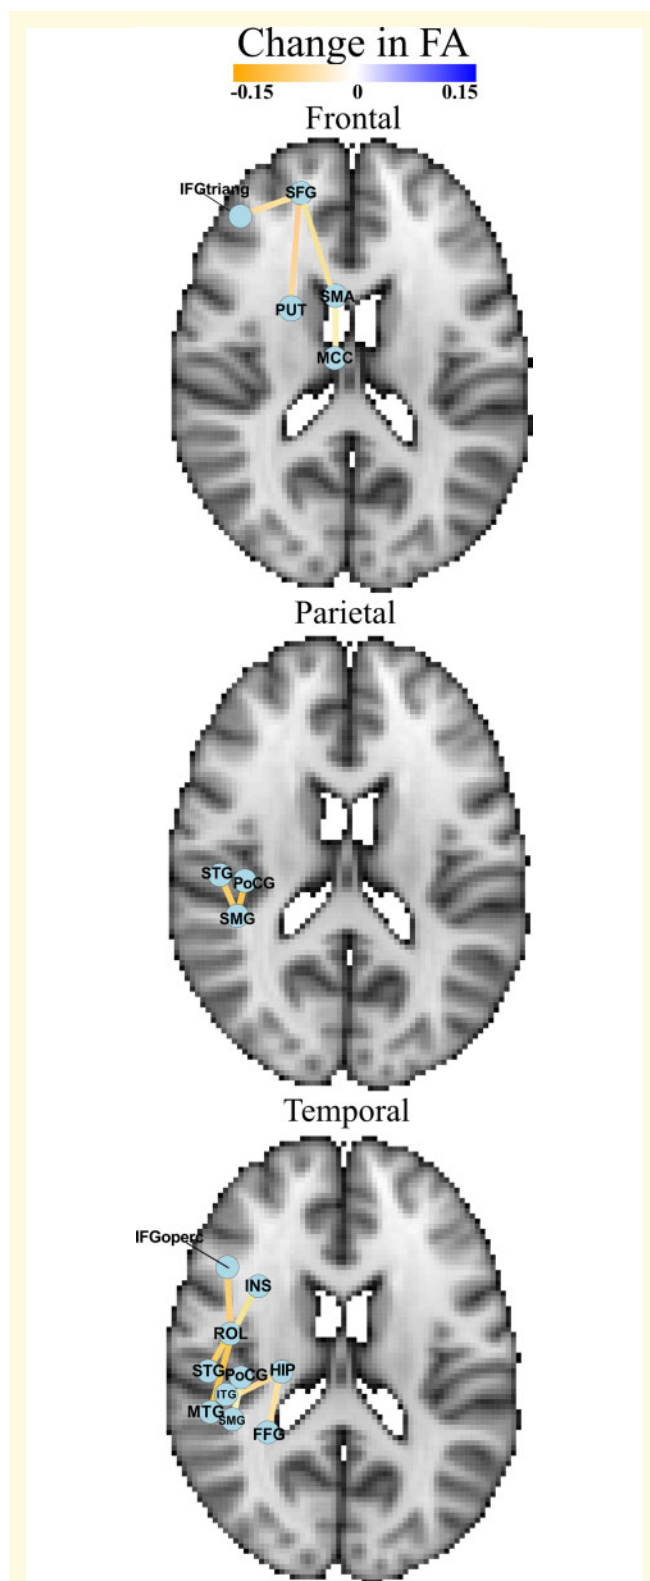 Change in FA
-0.15 0 0.15
Frontal
IFGtriang SFG
SMA
PUT
MCC
Parietal
STG PoCG
SMG
Temporal
IFGoperc
INS
ROL
STG PoCG HIP
ITG
MTG SMG
FFG